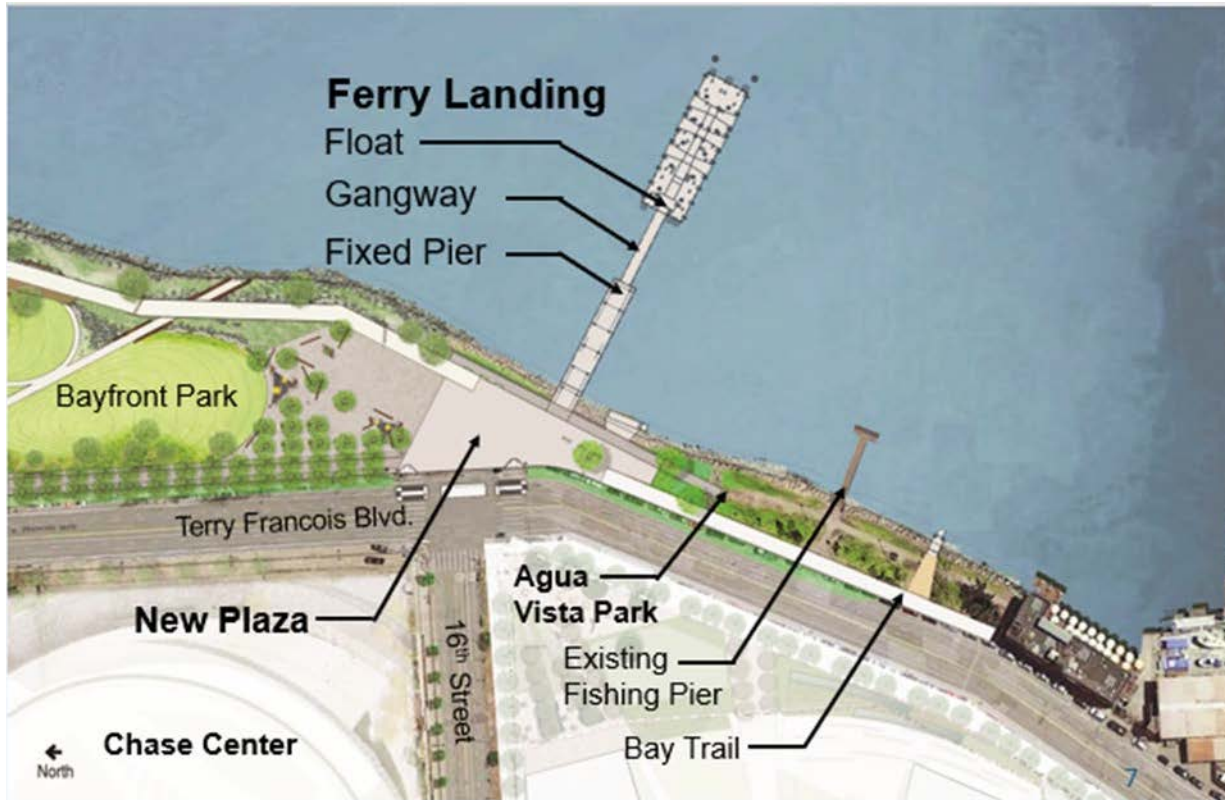 Ferry Landing
Float
Gangway
Fixed Pier
Bayfront Park
Terry Francois Blvd.
New Plaza
16th Street
Agua
Vista Park
Existing
Fishing Pier
Bay Trail
Chase Center
North
7